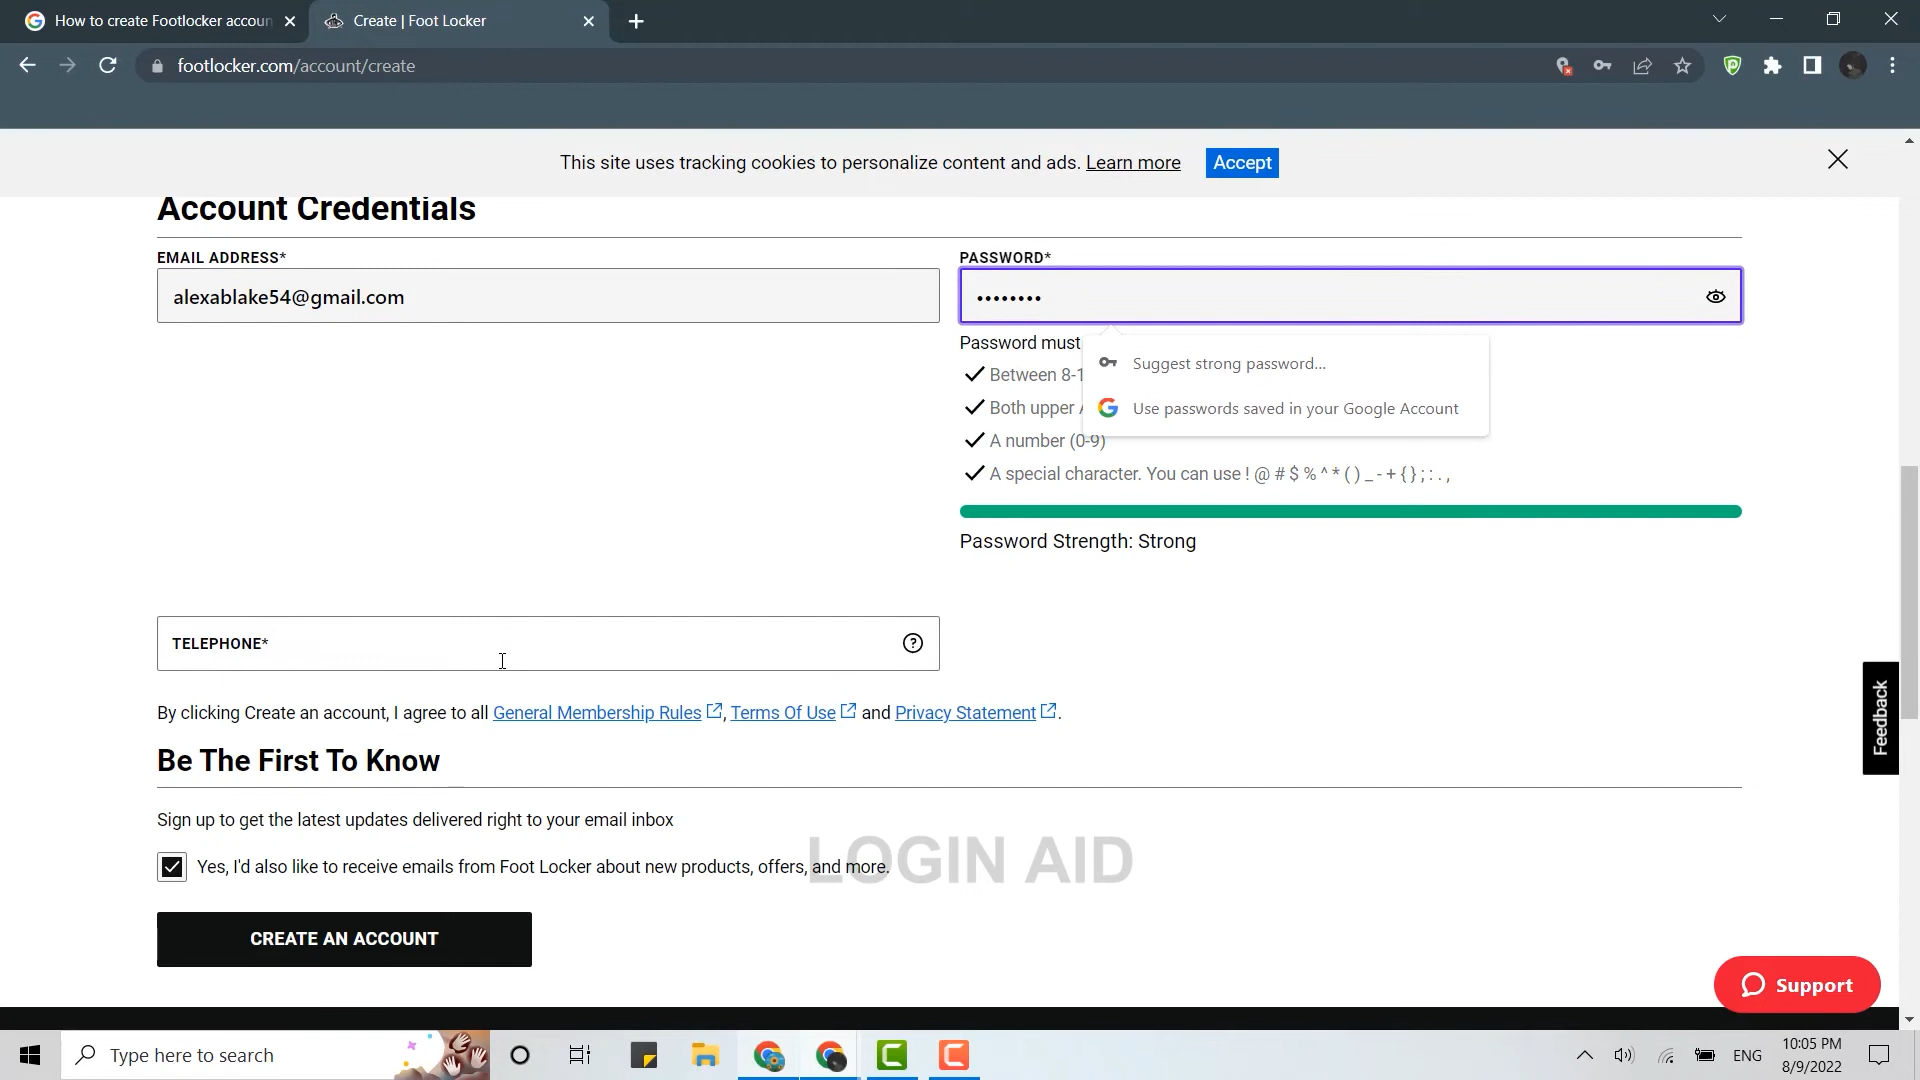 How to create Footlocker accoun
Create | Foot Locker
footlocker.com/account/create
This site uses tracking cookies to personalize content and ads. Learn more Accept
Account Credentials
EMAIL ADDRESS*
PASSWORD*
alexablake54@gmail.com
••••••••
Password must
Suggest strong password...
Between 8-1
Both upper
Use passwords saved in your Google Account
A number (0-9)
A special character. You can use ! @ # $ % ^ * ( ) _ - + { } ; : . ,
Password Strength: Strong
TELEPHONE*
By clicking Create an account, I agree to all General Membership Rules, Terms Of Use and Privacy Statement.
Feedback
Be The First To Know
Sign up to get the latest updates delivered right to your email inbox
Yes, I'd also like to receive emails from Foot Locker about new products, offers, and more.
LOGIN AID
CREATE AN ACCOUNT
Support
Type here to search
ENG
10:05 PM
8/9/2022